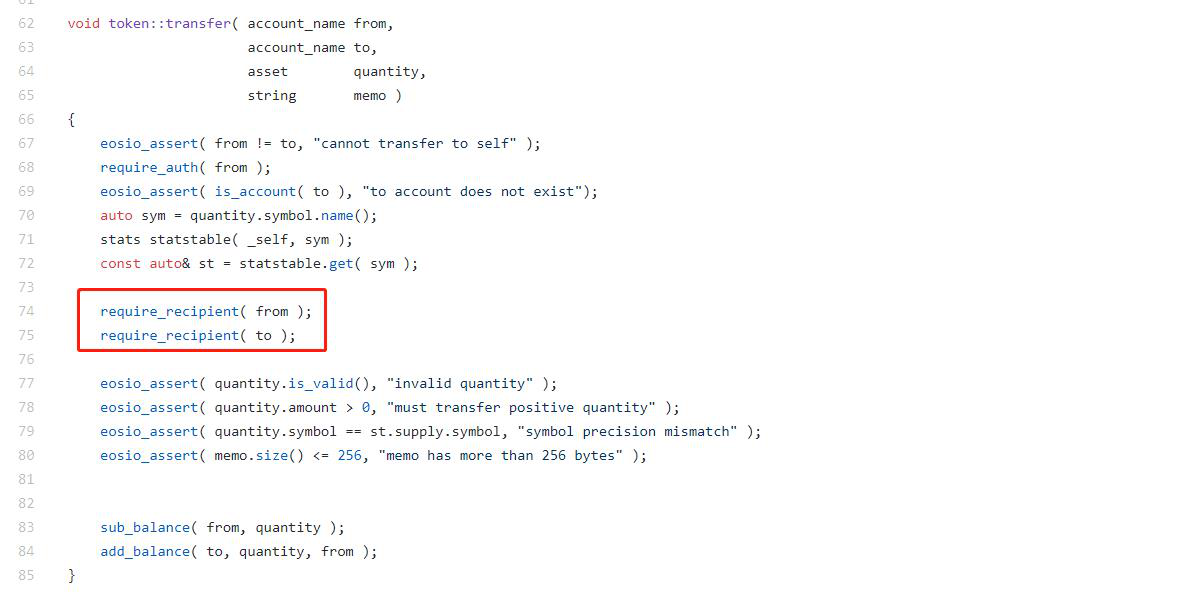 61
62 void token::transfer( account_name from,
63 account_name to,
64 asset quantity,
65 string memo )
66 {
67 eosio_assert( from != to, "cannot transfer to self" );
68 require_auth( from );
69 eosio_assert( is_account( to ), "to account does not exist");
70 auto sym = quantity.symbol.name();
71 stats statstable( _self, sym );
72 const auto& st = statstable.get( sym );
73
74 require_recipient( from );
75 require_recipient( to );
76
77 eosio_assert( quantity.is_valid(), "invalid quantity" );
78 eosio_assert( quantity.amount > 0, "must transfer positive quantity" );
79 eosio_assert( quantity.symbol == st.supply.symbol, "symbol precision mismatch" );
80 eosio_assert( memo.size() <= 256, "memo has more than 256 bytes" );
81
82
83 sub_balance( from, quantity );
84 add_balance( to, quantity, from );
85 }